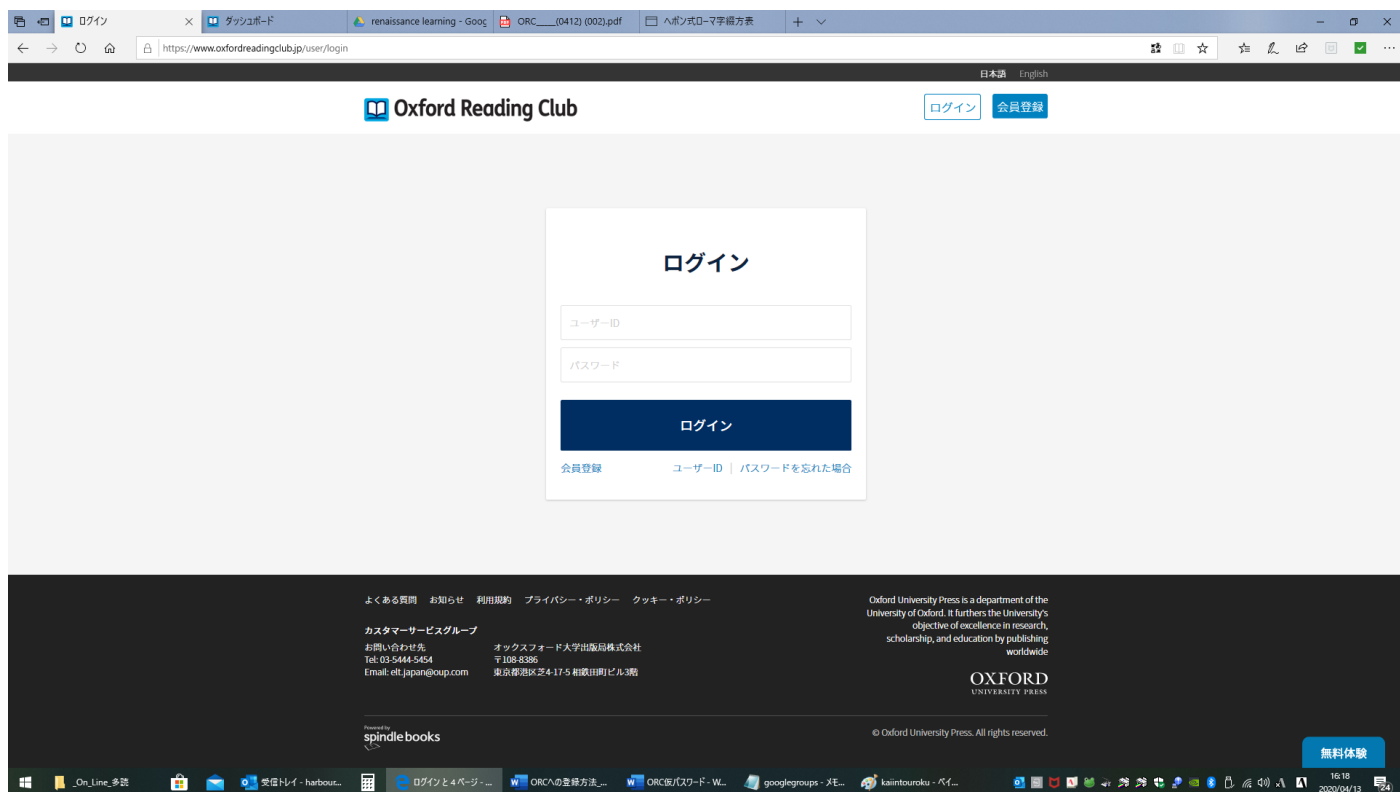 ログイン
ダッシュボード
renaissance learning - Goog
ORC____(0412) (002).pdf
ヘボン式ローマ字綴方表
https://www.oxfordreadingclub.jp/user/login
日本語 English
Oxford Reading Club
ログイン
会員登録
ログイン
ユーザーID
パスワード
ログイン
会員登録
ユーザーID | パスワードを忘れた場合
よくある質問 お知らせ 利用規約 プライバシー・ポリシー クッキー・ポリシー
カスタマーサービスグループ
お問い合わせ先
Tel: 03-5444-5454
Email: elt.japan@oup.com
オックスフォード大学出版局株式会社
〒108-8386
東京都港区芝4-17-5 相鉄田町ビル3階
Oxford University Press is a department of the
University of Oxford. It furthers the University's
objective of excellence in research,
scholarship, and education by publishing
worldwide
OXFORD
UNIVERSITY PRESS
Powered by
spindle books
© Oxford University Press. All rights reserved.
無料体験
_On_Line_多読
受信トレイ - harbour...
ログインと 4 ページ - ...
ORCへの登録方法_...
ORC仮パスワード - W...
googlegroups - メモ...
kaiintouroku - ペイ...
16:18
2020/04/13
24